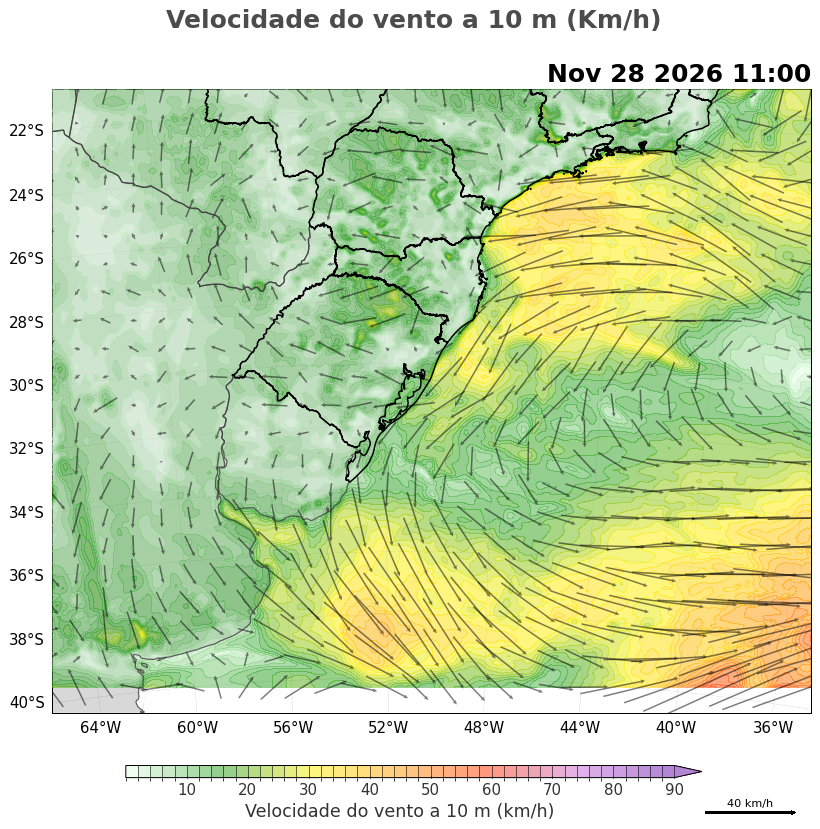 Velocidade do vento a 10 m (Km/h)
Nov 28 2026 11:00
22°S
24°S
26°S
28°S
30°S
32°S
34°S
36°S
38°S
40°S
64°W 60°W 56°W 52°W 48°W 44°W 40°W 36°W
10 20 30 40 50 60 70 80 90
Velocidade do vento a 10 m (km/h)
40 km/h